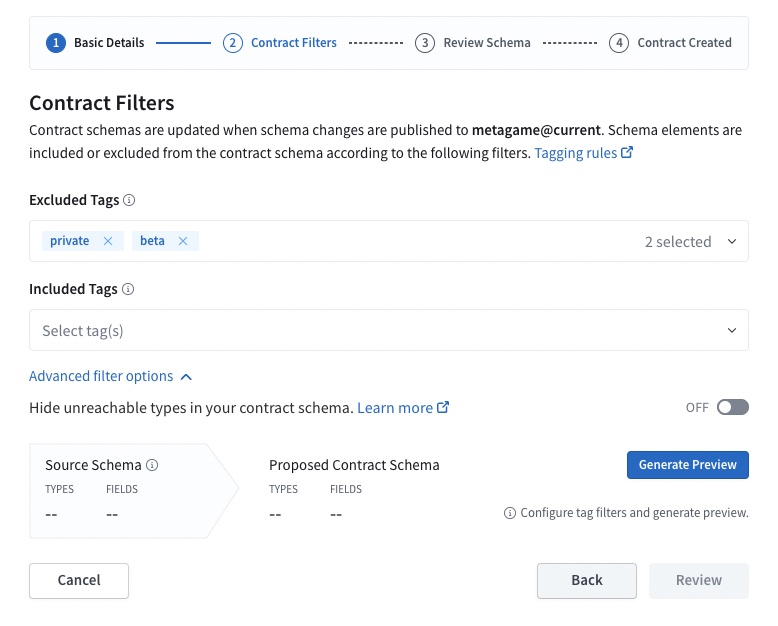 1 Basic Details 2 Contract Filters 3 Review Schema 4 Contract Created
Contract Filters
Contract schemas are updated when schema changes are published to metagame@current. Schema elements are
included or excluded from the contract schema according to the following filters. Tagging rules
Excluded Tags
private beta 2 selected
Included Tags
Select tag(s)
Advanced filter options
Hide unreachable types in your contract schema. Learn more OFF
Source Schema Proposed Contract Schema Generate Preview
TYPES FIELDS TYPES FIELDS
-- -- -- -- Configure tag filters and generate preview.
Cancel Back Review